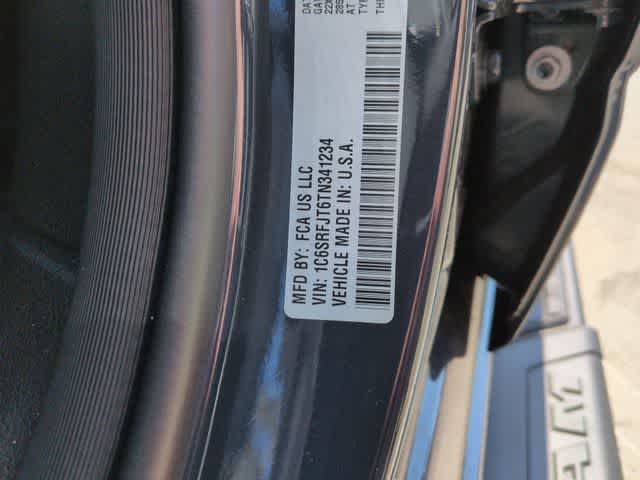 MFD BY: FCA US LLC
VIN: 1C6SRFJT6TN341234
VEHICLE MADE IN: U.S.A.